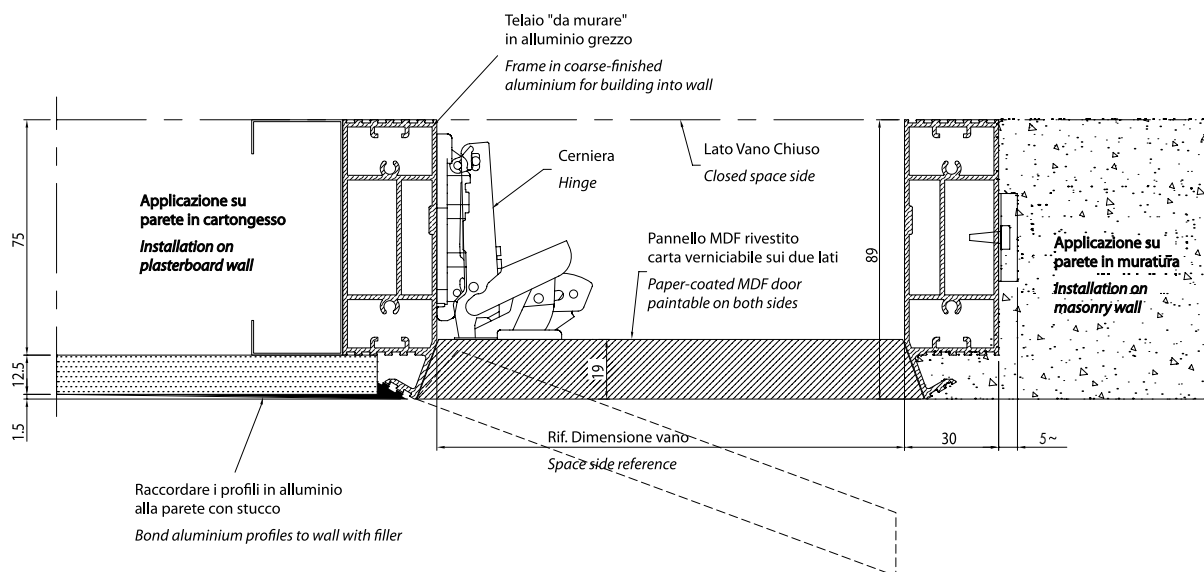 Telaio "da murare"
in alluminio grezzo
Frame in coarse-finished
aluminium for building into wall
Cerniera
Hinge
Lato Vano Chiuso
Closed space side
Applicazione su
parete in cartongesso
Installation on
plasterboard wall
Pannello MDF rivestito
carta verniciabile sui due lati
Paper-coated MDF door
paintable on both sides
Applicazione su
parete in muratura
Installation on
masonry wall
75
89
12.5
19
1.5
Rif. Dimensione vano
Space side reference
30
5~
Raccordare i profili in alluminio
alla parete con stucco
Bond aluminium profiles to wall with filler